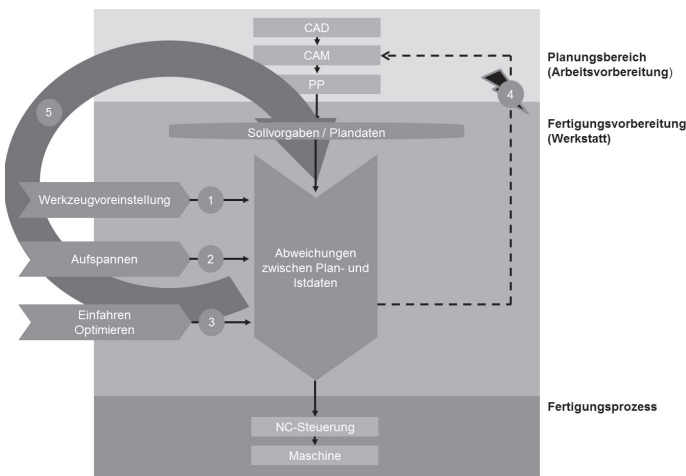 CAD
CAM
PP
Planungsbereich
(Arbeitsvorbereitung)
4
5
Sollvorgaben / Plandaten
Fertigungsvorbereitung
(Werkstatt)
Werkzeugvoreinstellung
1
Aufspannen
2
Abweichungen
zwischen Plan- und
Istdaten
Einfahren
Optimieren
3
Fertigungsprozess
NC-Steuerung
Maschine